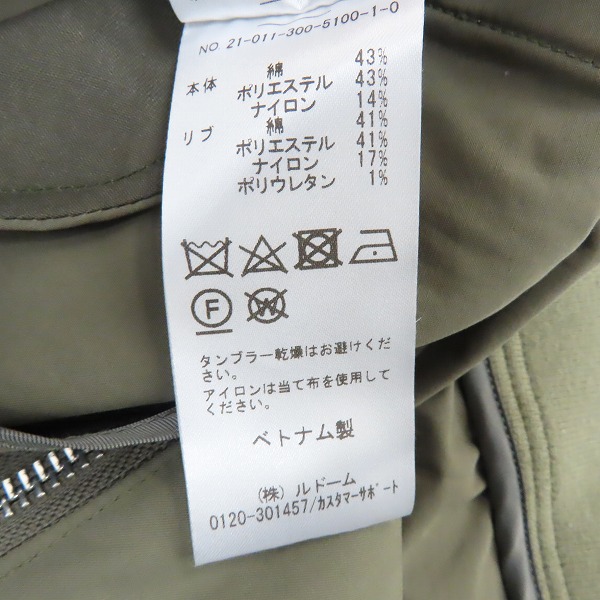 NO. 21-011-300-5100-1-0
本体 綿 43%
ポリエステル 43%
ナイロン 14%
リブ 綿 41%
ポリエステル 41%
ナイロン 17%
ポリウレタン 1%
F W
タンブラー乾燥はお避けくだ
さい。
アイロンは当て布を使用して
ください。
ベトナム製
(株) ルドーム
0120-301457/カスタマーサポート